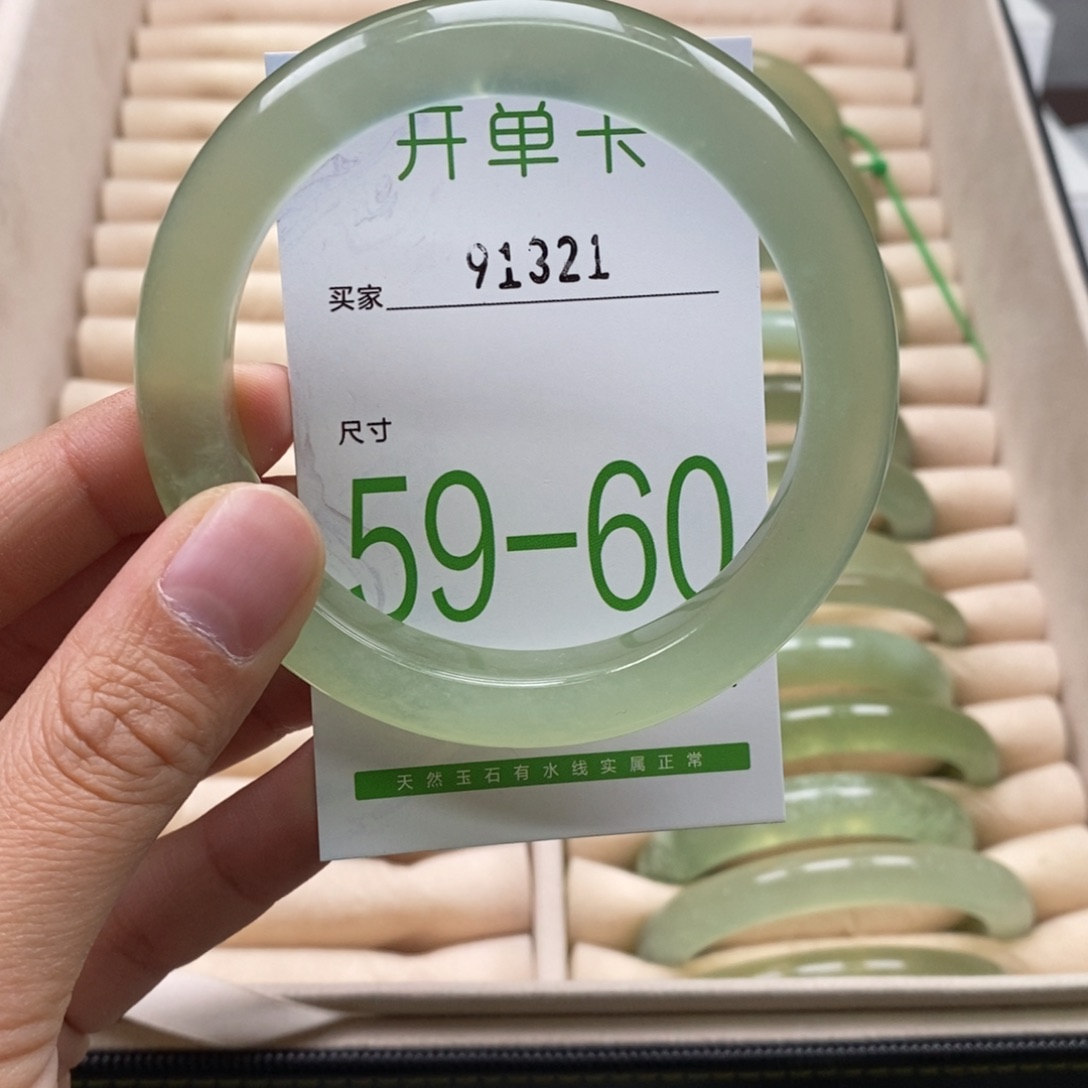 开单卡
买家 91321
尺寸
59-60
天然玉石有水线实属正常